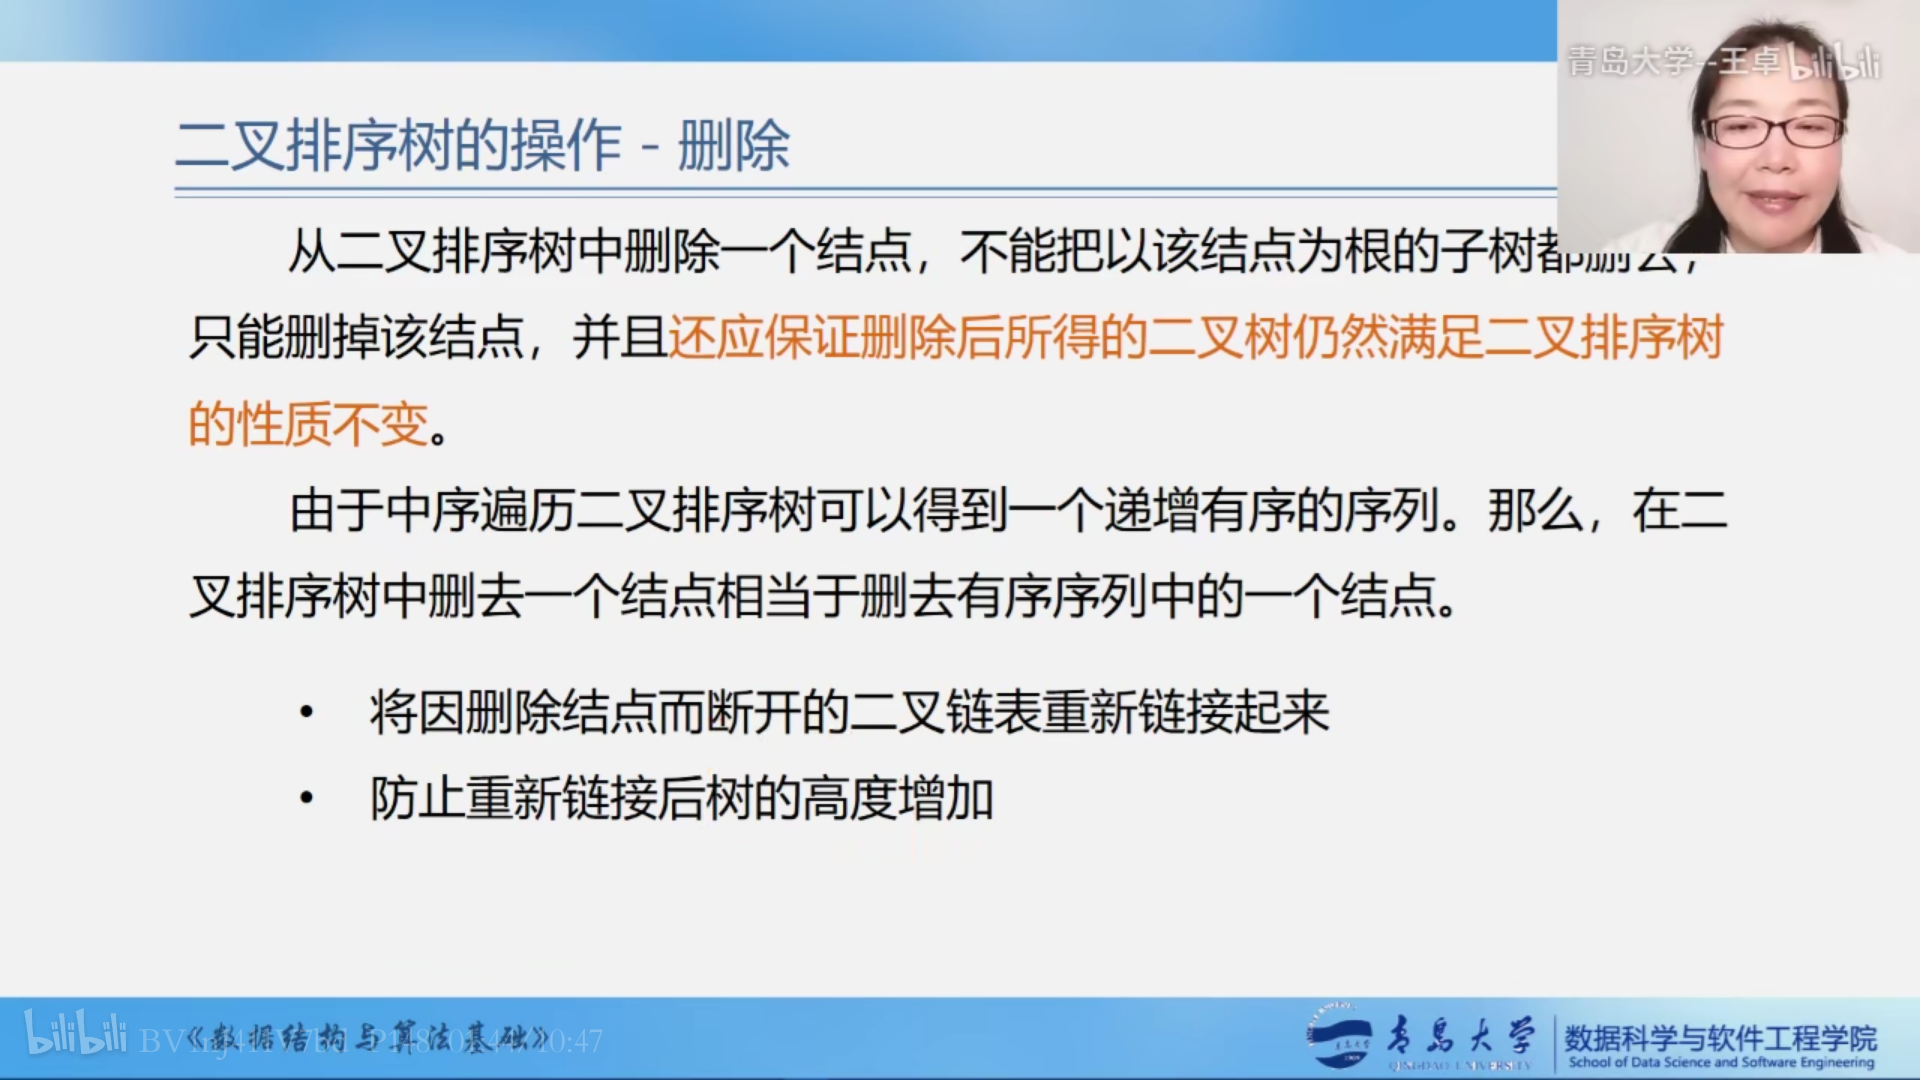 青岛大学--王卓 bilibili
二叉排序树的操作 - 删除
从二叉排序树中删除一个结点，不能把以该结点为根的子树都删去，
只能删掉该结点，并且还应保证删除后所得的二叉树仍然满足二叉排序树
的性质不变。
由于中序遍历二叉排序树可以得到一个递增有序的序列。那么，在二
叉排序树中删去一个结点相当于删去有序序列中的一个结点。
• 将因删除结点而断开的二叉链表重新链接起来
• 防止重新链接后树的高度增加
bilibili
《数据结构与算法基础》
青岛大学
QINGDAO UNIVERSITY
数据科学与软件工程学院
School of Data Science and Software Engineering